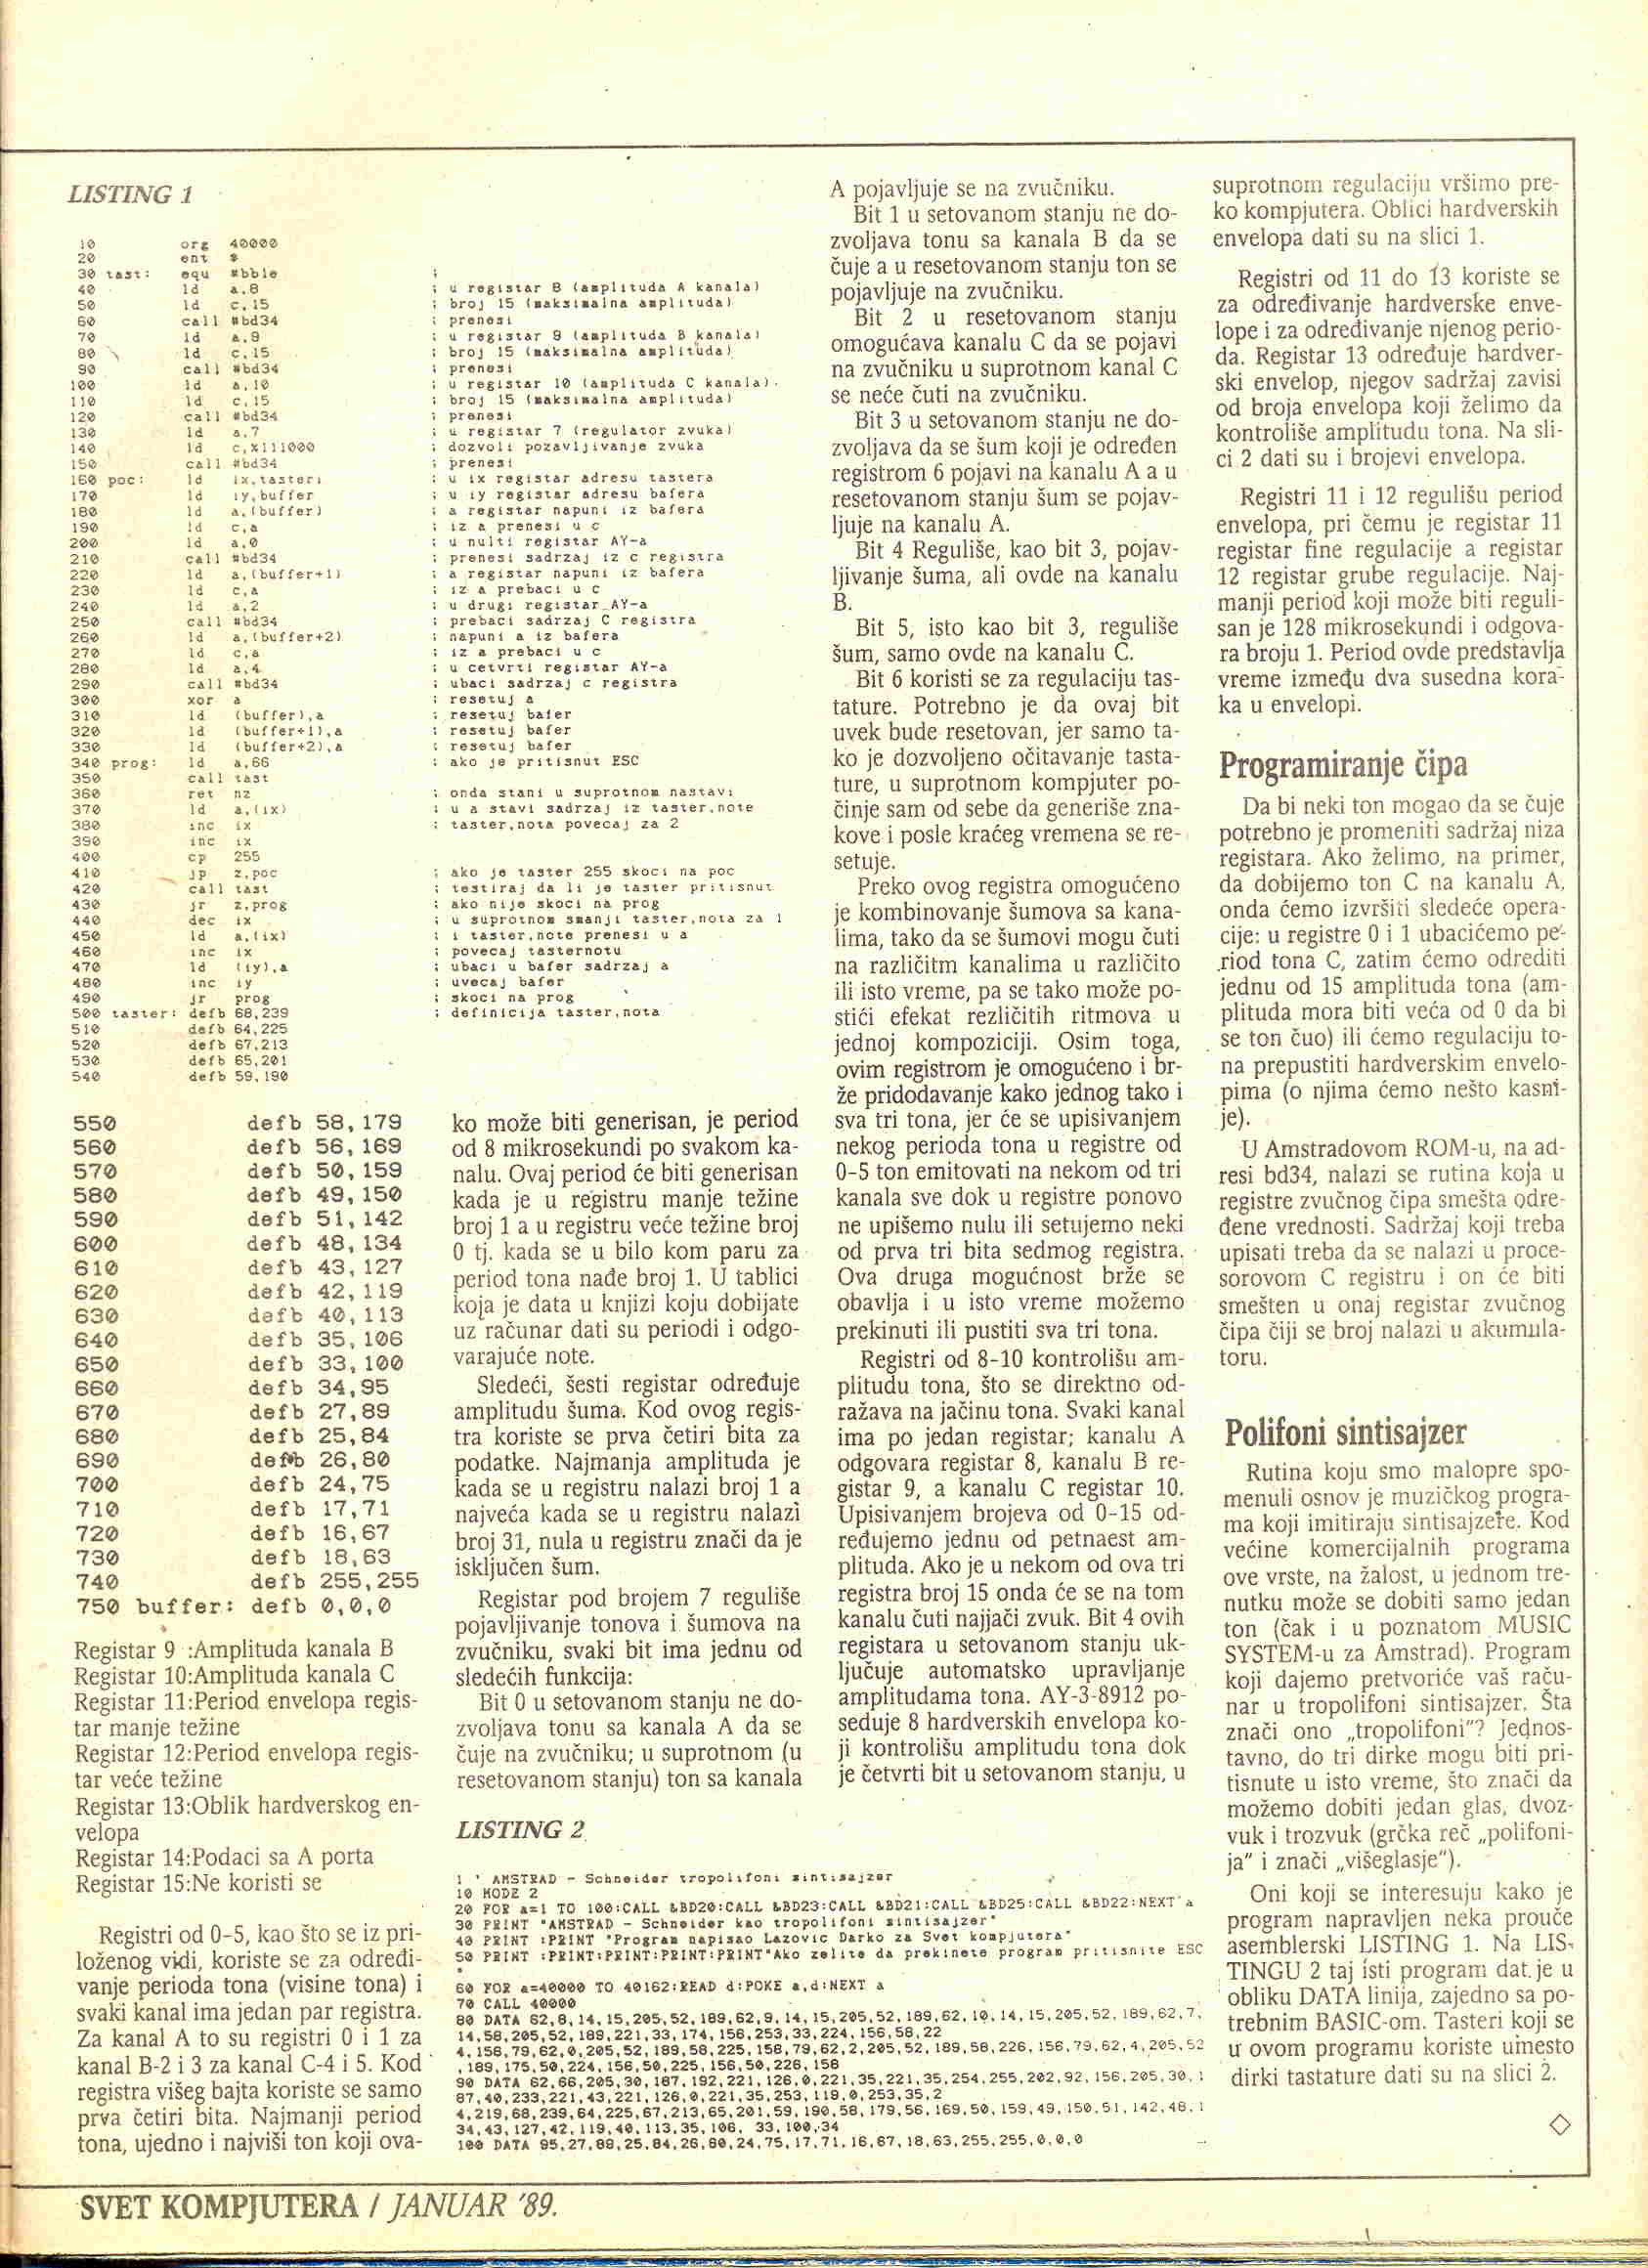 LISTING 1
10 org 40000
20 ent $
30 tast: equ #bb1e ;
40 ld a,8 ; u registar 8 (amplituda A kanala)
50 ld c,15 ; broj 15 (maksimalna amplituda)
60 call #bd34 ; prenesi
70 ld a,9 ; u registar 9 (amplituda B kanala)
80 ld c,15 ; broj 15 (maksimalna amplituda)
90 call #bd34 ; prenesi
100 ld a,10 ; u registar 10 (amplituda C kanala)
110 ld c,15 ; broj 15 (maksimalna amplituda)
120 call #bd34 ; prenesi
130 ld a,7 ; u registar 7 (regulator zvuka)
140 ld c,%111000 ; dozvoli pozavljivanje zvuka
150 call #bd34 ; prenesi
160 poc: ld ix,taster; ; u ix registar adresu tastera
170 ld iy,buffer ; u iy registar adresu bafera
180 ld a,(buffer) ; a registar napuni iz bafera
190 ld c,a ; iz a prenesi u c
200 ld a,0 ; u nulti registar AY-a
210 call #bd34 ; prenesi sadrzaj iz c registra
220 ld a,(buffer+1) ; a registar napuni iz bafera
230 ld c,a ; iz a prebaci u c
240 ld a,2 ; u drugi registar AY-a
250 call #bd34 ; prebaci sadrzaj C registra
260 ld a,(buffer+2) ; napuni a iz bafera
270 ld c,a ; iz a prebaci u c
280 ld a,4 ; u cetvrti registar AY-a
290 call #bd34 ; ubaci sadrzaj c registra
300 xor a ; resetuj a
310 ld (buffer),a ; resetuj bafer
320 ld (buffer+1),a ; resetuj bafer
330 ld (buffer+2),a ; resetuj bafer
340 prog: ld a,66 ; ako je pritisnut ESC
350 call tast
360 ret nz ; onda stani u suprotnom nastavi
370 ld a,(ix) ; u a stavi sadrzaj iz taster,note
380 inc ix ; taster,nota povecaj za 2
390 inc ix
400 cp 255
410 jp z,poc ; ako je taster 255 skoci na poc
420 call tast ; testiraj da li je taster pritisnut
430 jr z,prog ; ako nije skoci na prog
440 dec ix ; u suprotnom smanji taster,nota za 1
450 ld a,(ix) ; i taster,note prenesi u a
460 inc ix ; povecaj tasternotu
470 ld (iy),a ; ubaci u bafer sadrzaj a
480 inc iy ; uvecaj bafer
490 jr prog ; skoci na prog
500 taster: defb 68,239 ; definicija taster,nota
510 defb 64,225
520 defb 67,213
530 defb 65,201
540 defb 59,190
550 defb 58,179
560 defb 56,169
570 defb 50,159
580 defb 49,150
590 defb 51,142
600 defb 48,134
610 defb 43,127
620 defb 42,119
630 defb 40,113
640 defb 35,106
650 defb 33,100
660 defb 34,95
670 defb 27,89
680 defb 25,84
690 defb 26,80
700 defb 24,75
710 defb 17,71
720 defb 16,67
730 defb 18,63
740 defb 255,255
750 buffer: defb 0,0,0
Registar 9 :Amplituda kanala B
Registar 10:Amplituda kanala C
Registar 11:Period envelopa regis-
tar manje težine
Registar 12:Period envelopa regis-
tar veće težine
Registar 13:Oblik hardverskog en-
velopa
Registar 14:Podaci sa A porta
Registar 15:Ne koristi se
Registri od 0-5, kao što se iz pri-
loženog vidi, koriste se za određi-
vanje perioda tona (visine tona) i
svaki kanal ima jedan par registra.
Za kanal A to su registri 0 i 1 za
kanal B-2 i 3 za kanal C-4 i 5. Kod
registra višeg bajta koriste se samo
prva četiri bita. Najmanji period
tona, ujedno i najviši ton koji ova-
ko može biti generisan, je period
od 8 mikrosekundi po svakom ka-
nalu. Ovaj period će biti generisan
kada je u registru manje težine
broj 1 a u registru veće težine broj
0 tj. kada se u bilo kom paru za
period tona nađe broj 1. U tablici
koja je data u knjizi koju dobijate
uz računar dati su periodi i odgo-
varajuće note.
Sledeći, šesti registar određuje
amplitudu šuma. Kod ovog regis-
tra koriste se prva četiri bita za
podatke. Najmanja amplituda je
kada se u registru nalazi broj 1 a
najveća kada se u registru nalazi
broj 31, nula u registru znači da je
isključen šum.
Registar pod brojem 7 reguliše
pojavljivanje tonova i šumova na
zvučniku, svaki bit ima jednu od
sledećih funkcija:
Bit 0 u setovanom stanju ne do-
zvoljava tonu sa kanala A da se
čuje na zvučniku; u suprotnom (u
resetovanom stanju) ton sa kanala
A pojavljuje se na zvučniku.
Bit 1 u setovanom stanju ne do-
zvoljava tonu sa kanala B da se
čuje a u resetovanom stanju ton se
pojavljuje na zvučniku.
Bit 2 u resetovanom stanju
omogućava kanalu C da se pojavi
na zvučniku u suprotnom kanal C
se neće čuti na zvučniku.
Bit 3 u setovanom stanju ne do-
zvoljava da se šum koji je određen
registrom 6 pojavi na kanalu A a u
resetovanom stanju šum se pojav-
ljuje na kanalu A.
Bit 4 Reguliše, kao bit 3, pojav-
ljivanje šuma, ali ovde na kanalu
B.
Bit 5, isto kao bit 3, reguliše
šum, samo ovde na kanalu C.
Bit 6 koristi se za regulaciju tas-
tature. Potrebno je da ovaj bit
uvek bude resetovan, jer samo ta-
ko je dozvoljeno očitavanje tasta-
ture, u suprotnom kompjuter po-
činje sam od sebe da generiše zna-
kove i posle kraćeg vremena se re-
setuje.
Preko ovog registra omogućeno
je kombinovanje šumova sa kana-
lima, tako da se šumovi mogu čuti
na različitm kanalima u različito
ili isto vreme, pa se tako može po-
stići efekat rezličitih ritmova u
jednoj kompoziciji. Osim toga,
ovim registrom je omogućeno i br-
že pridodavanje kako jednog tako i
sva tri tona, jer će se upisivanjem
nekog perioda tona u registre od
0-5 ton emitovati na nekom od tri
kanala sve dok u registre ponovo
ne upišemo nulu ili setujemo neki
od prva tri bita sedmog registra.
Ova druga mogućnost brže se
obavlja i u isto vreme možemo
prekinuti ili pustiti sva tri tona.
Registri od 8-10 kontrolišu am-
plitudu tona, što se direktno od-
ražava na jačinu tona. Svaki kanal
ima po jedan registar; kanalu A
odgovara registar 8, kanalu B re-
gistar 9, a kanalu C registar 10.
Upisivanjem brojeva od 0-15 od-
ređujemo jednu od petnaest am-
plituda. Ako je u nekom od ova tri
registra broj 15 onda će se na tom
kanalu čuti najjači zvuk. Bit 4 ovih
registara u setovanom stanju uk-
ljučuje automatsko upravljanje
amplitudama tona. AY-3-8912 po-
seduje 8 hardverskih envelopa ko-
ji kontrolišu amplitudu tona dok
je četvrti bit u setovanom stanju, u
suprotnom regulaciju vršimo pre-
ko kompjutera. Oblici hardverskih
envelopa dati su na slici 1.
Registri od 11 do 13 koriste se
za određivanje hardverske enve-
lope i za određivanje njenog perio-
da. Registar 13 određuje hardver-
ski envelop, njegov sadržaj zavisi
od broja envelopa koji želimo da
kontroliše amplitudu tona. Na sli-
ci 2 dati su i brojevi envelopa.
Registri 11 i 12 regulišu period
envelopa, pri čemu je registar 11
registar fine regulacije a registar
12 registar grube regulacije. Naj-
manji period koji može biti reguli-
san je 128 mikrosekundi i odgova-
ra broju 1. Period ovde predstavlja
vreme između dva susedna kora-
ka u envelopi.
Programiranje čipa
Da bi neki ton mogao da se čuje
potrebno je promeniti sadržaj niza
registara. Ako želimo, na primer,
da dobijemo ton C na kanalu A,
onda ćemo izvršiti sledeće opera-
cije: u registre 0 i 1 ubacićemo pe-
riod tona C, zatim ćemo odrediti
jednu od 15 amplituda tona (am-
plituda mora biti veća od 0 da bi
se ton čuo) ili ćemo regulaciju to-
na prepustiti hardverskim envelo-
pima (o njima ćemo nešto kasni-
je).
U Amstradovom ROM-u, na ad-
resi bd34, nalazi se rutina koja u
registre zvučnog čipa smešta odre-
đene vrednosti. Sadržaj koji treba
upisati treba da se nalazi u proce-
sorovom C registru i on će biti
smešten u onaj registar zvučnog
čipa čiji se broj nalazi u akumula-
toru.
Polifoni sintisajzer
Rutina koju smo malopre spo-
menuli osnov je muzičkog progra-
ma koji imitiraju sintisajzere. Kod
većine komercijalnih programa
ove vrste, na žalost, u jednom tre-
nutku može se dobiti samo jedan
ton (čak i u poznatom MUSIC
SYSTEM-u za Amstrad). Program
koji dajemo pretvoriće vaš raču-
nar u tropolifoni sintisajzer. Šta
znači ono „tropolifoni"? Jednos-
tavno, do tri dirke mogu biti pri-
tisnute u isto vreme, što znači da
možemo dobiti jedan glas, dvoz-
vuk i trozvuk (grčka reč „polifoni-
ja" i znači „višeglasje").
Oni koji se interesuju kako je
program napravljen neka prouče
asemblerski LISTING 1. Na LIS-
TINGU 2 taj isti program dat je u
obliku DATA linija, zajedno sa po-
trebnim BASIC-om. Tasteri koji se
u ovom programu koriste umesto
dirki tastature dati su na slici 2.
LISTING 2
1 ' AMSTRAD - Schneider tropolifoni sintisajzer
10 MODE 2
20 FOR a=1 TO 100:CALL &BD20:CALL &BD23:CALL &BD21:CALL &BD25:CALL &BD22:NEXT a
30 PRINT "AMSTRAD - Schneider kao tropolifoni sintisajzer"
40 PRINT :PRINT "Program napisao Lazovic Darko za Svet kompjutera"
50 PRINT :PRINT:PRINT:PRINT:PRINT"Ako zelite da prekinete program pritisnite ESC
"
60 FOR a=40000 TO 40162:READ d:POKE a,d:NEXT a
70 CALL 40000
80 DATA 62,8,14,15,205,52,189,62,9,14,15,205,52,189,62,10,14,15,205,52,189,62,7,
14,56,205,52,189,221,33,174,156,253,33,224,156,58,22
4,156,79,62,0,205,52,189,58,225,156,79,62,2,205,52,189,58,226,156,79,62,4,205,52
,189,175,50,224,156,50,225,156,50,226,156
90 DATA 62,66,205,30,187,192,221,126,0,221,35,221,35,254,255,202,92,156,205,30,1
87,40,233,221,43,221,126,0,221,35,253,119,0,253,35,2
4,219,68,239,64,225,67,213,65,201,59,190,58,179,56,169,50,159,49,150,51,142,48,1
34,43,127,42,119,40,113,35,106, 33,100,34
100 DATA 95,27,89,25,84,26,80,24,75,17,71,16,67,18,63,255,255,0,0,0
SVET KOMPJUTERA / JANUAR '89.